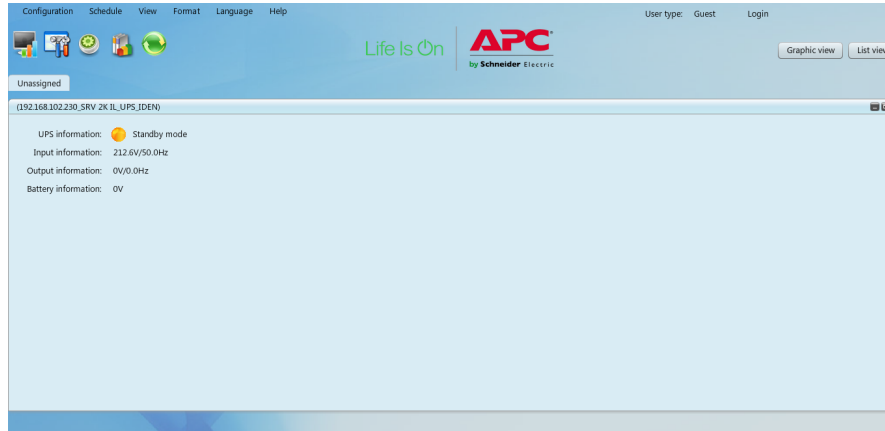 Configuration Schedule View Format Language Help
User type: Guest Login
Life Is On APC
by Schneider Electric
Graphic view List view
Unassigned
(192.168.102.230_SRV 2K IL_UPS_IDEN)
UPS information: Standby mode
Input information: 212.6V/50.0Hz
Output information: 0V/0.0Hz
Battery information: 0V